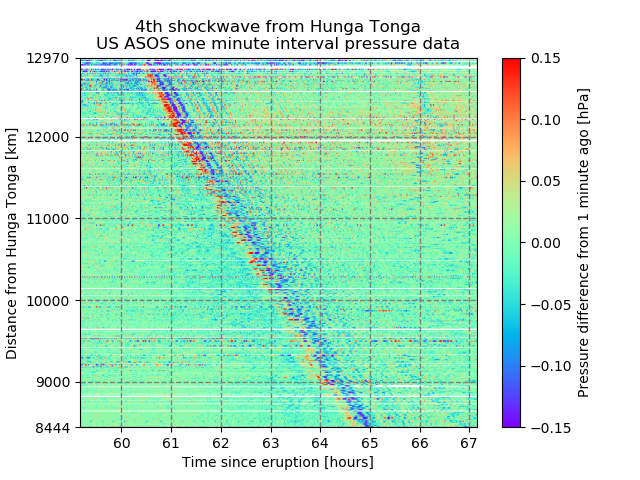 4th shockwave from Hunga Tonga
US ASOS one minute interval pressure data
12970
12000
11000
10000
9000
8444
Distance from Hunga Tonga [km]
60 61 62 63 64 65 66 67
Time since eruption [hours]
0.15
0.10
0.05
0.00
−0.05
−0.10
−0.15
Pressure difference from 1 minute ago [hPa]